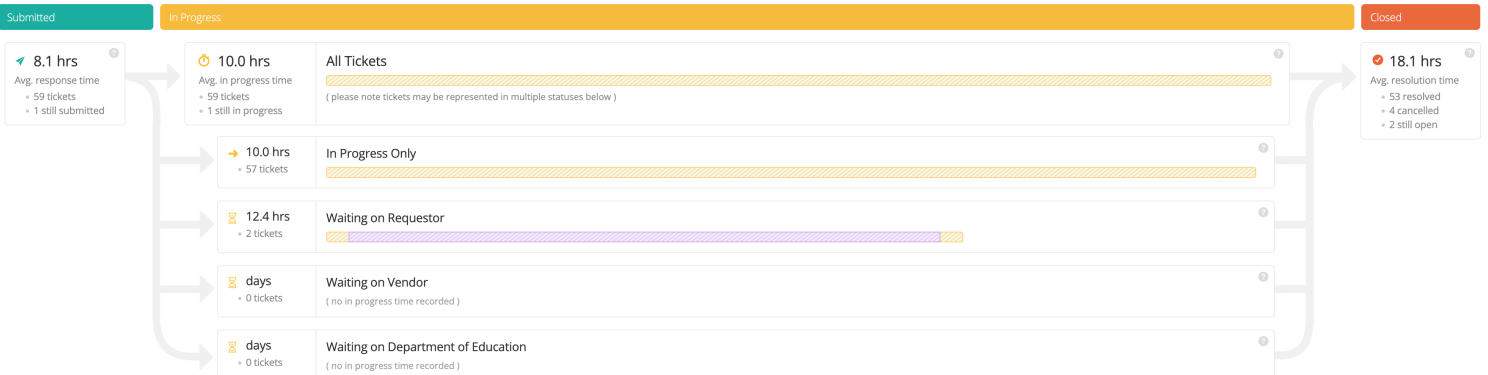 Submitted
In Progress
Closed
8.1 hrs
Avg. response time
59 tickets
1 still submitted
10.0 hrs
Avg. in progress time
59 tickets
1 still in progress
All Tickets
( please note tickets may be represented in multiple statuses below )
18.1 hrs
Avg. resolution time
53 resolved
4 cancelled
2 still open
10.0 hrs
57 tickets
In Progress Only
12.4 hrs
2 tickets
Waiting on Requestor
days
0 tickets
Waiting on Vendor
( no in progress time recorded )
days
0 tickets
Waiting on Department of Education
( no in progress time recorded )